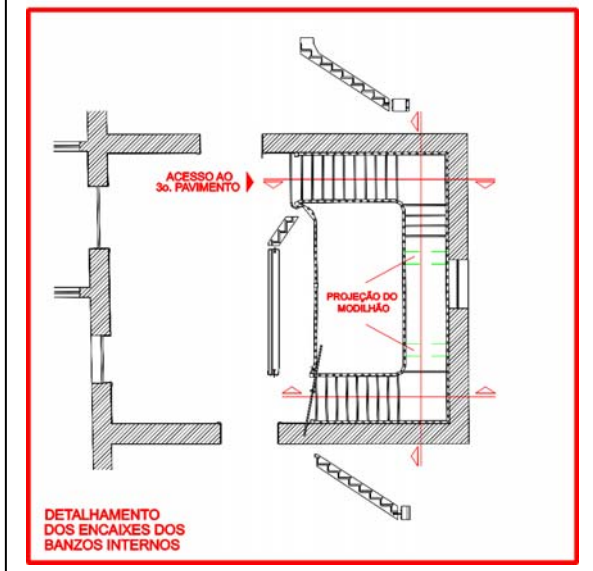 ACESSO AO
3o. PAVIMENTO
PROJEÇÃO DO
MODILHÃO
DETALHAMENTO
DOS ENCAIXES DOS
BANZOS INTERNOS